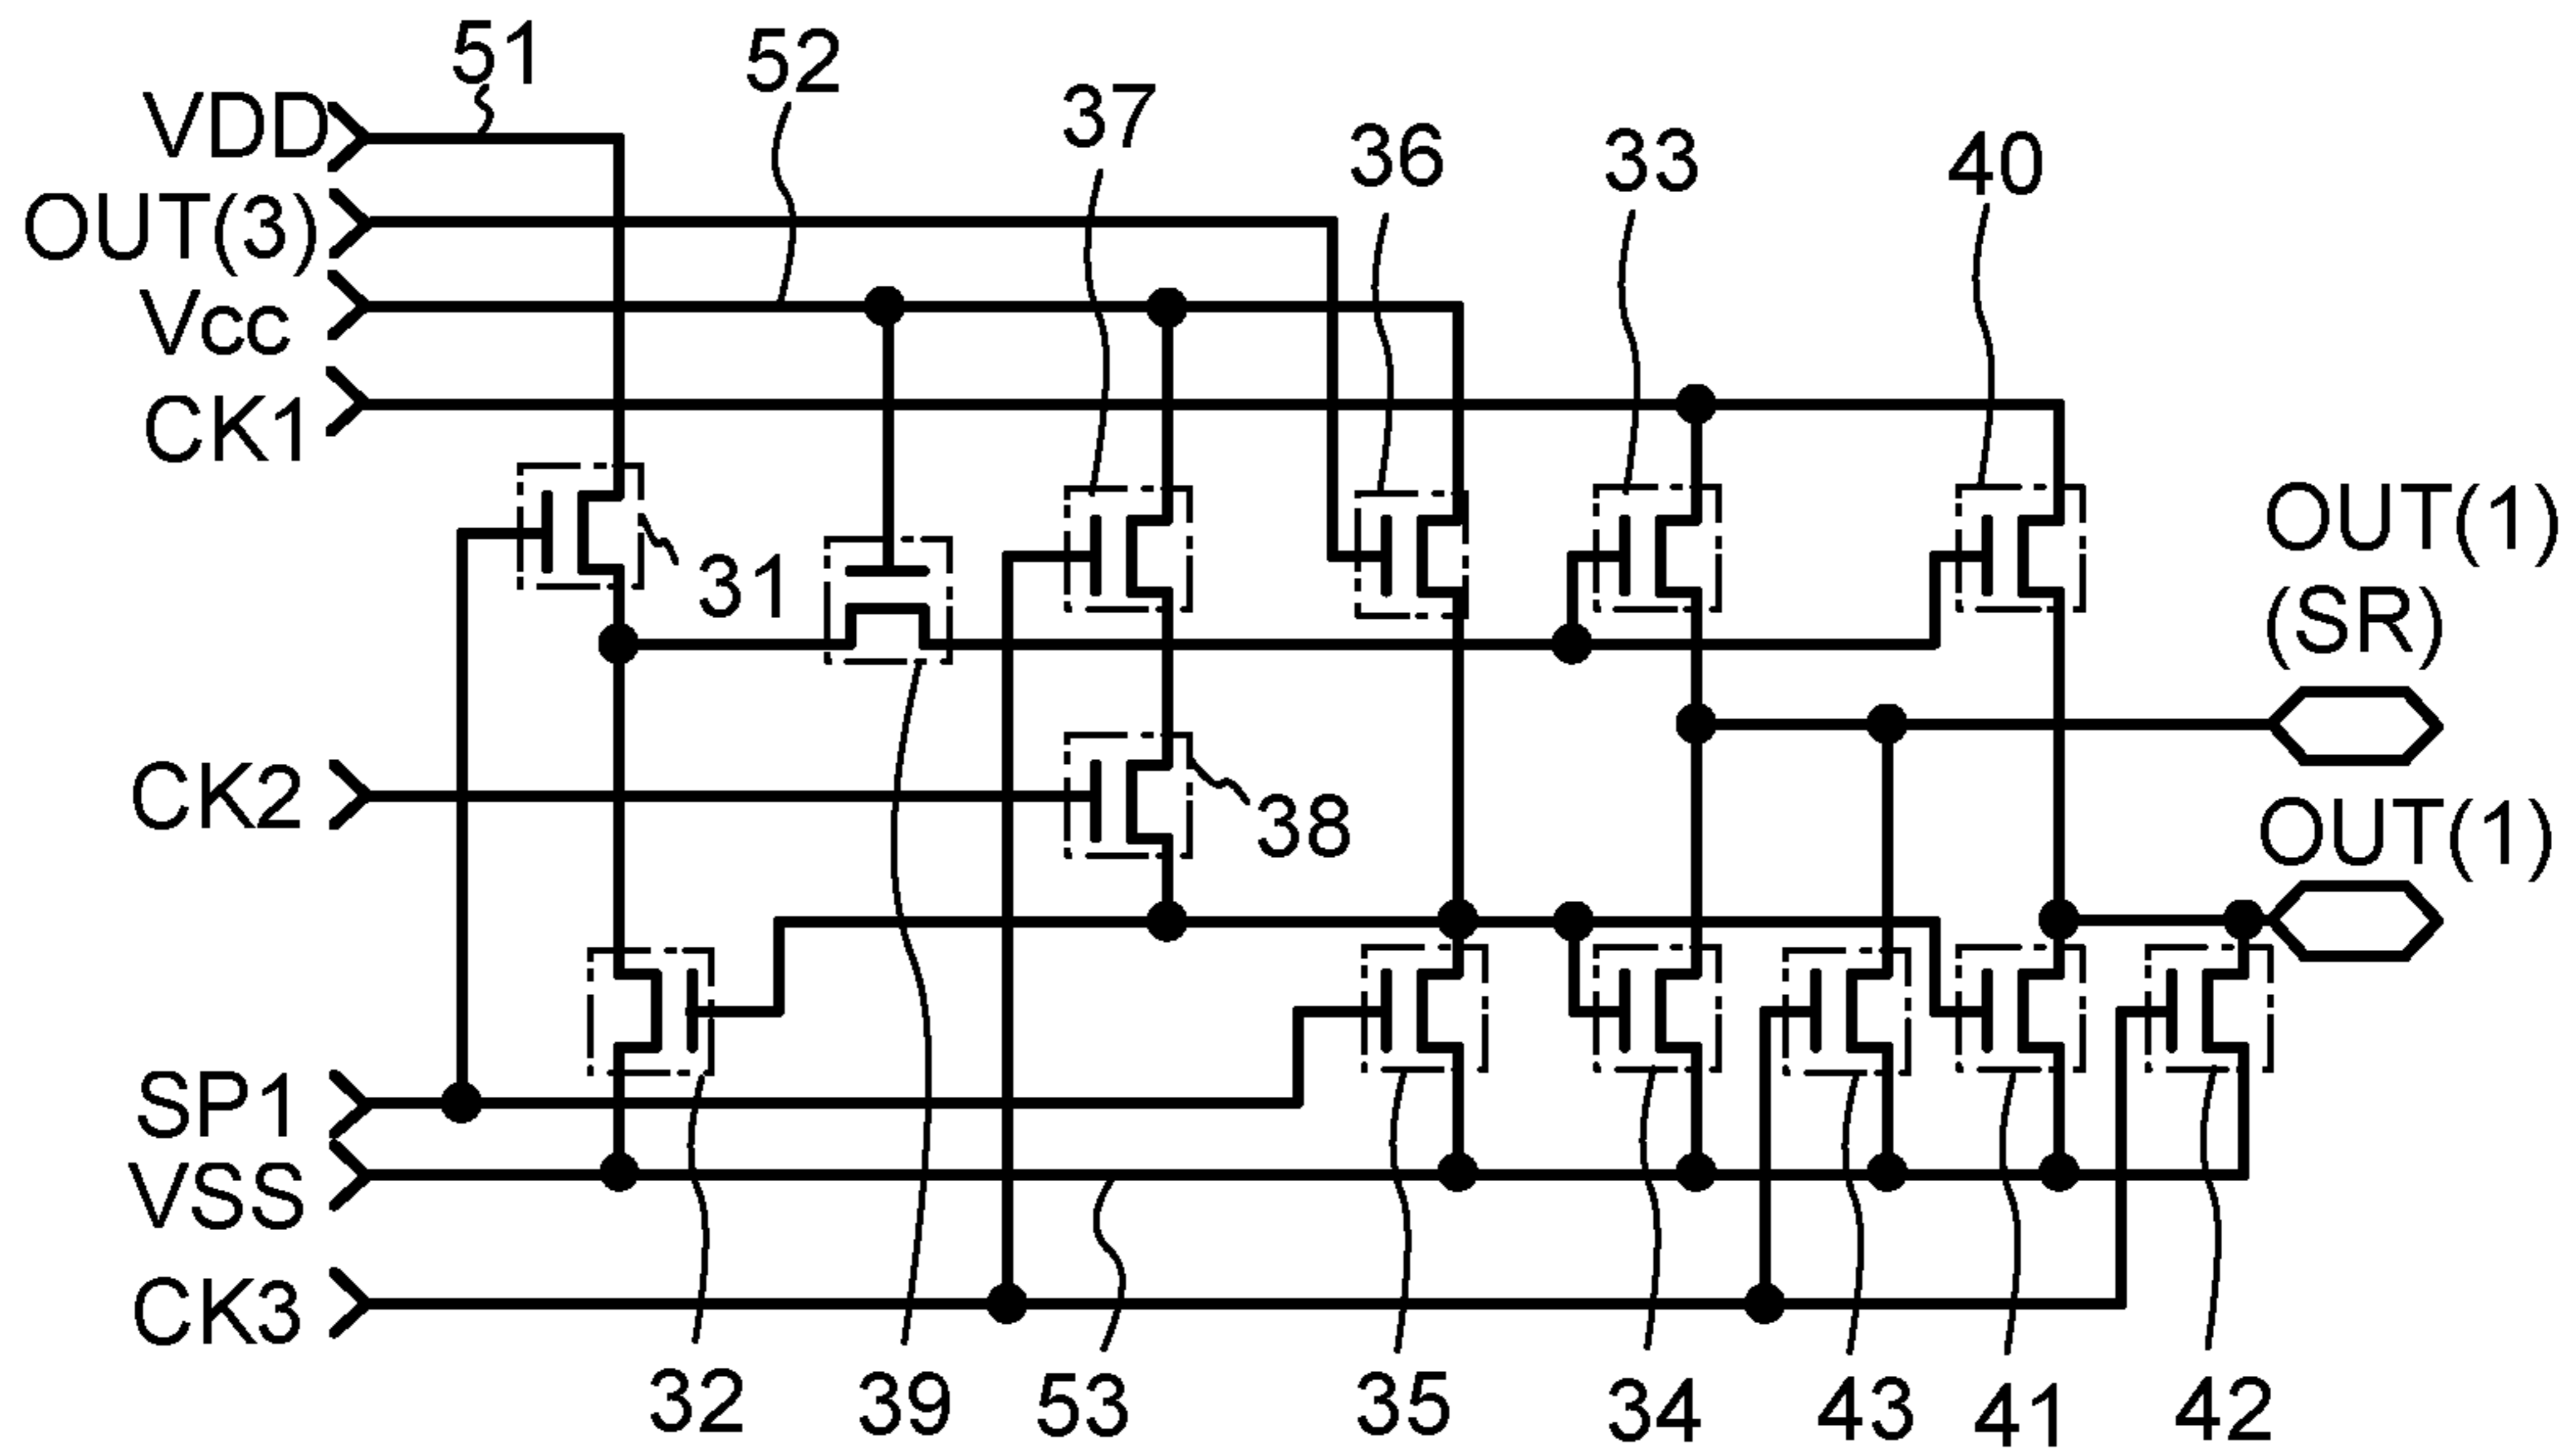 51
52
37
36
33
40
VDD
OUT(3)
Vcc
CK1
31
OUT(1)
(SR)
CK2
38
OUT(1)
SP1
VSS
CK3
32
39
53
35
34
43
41
42